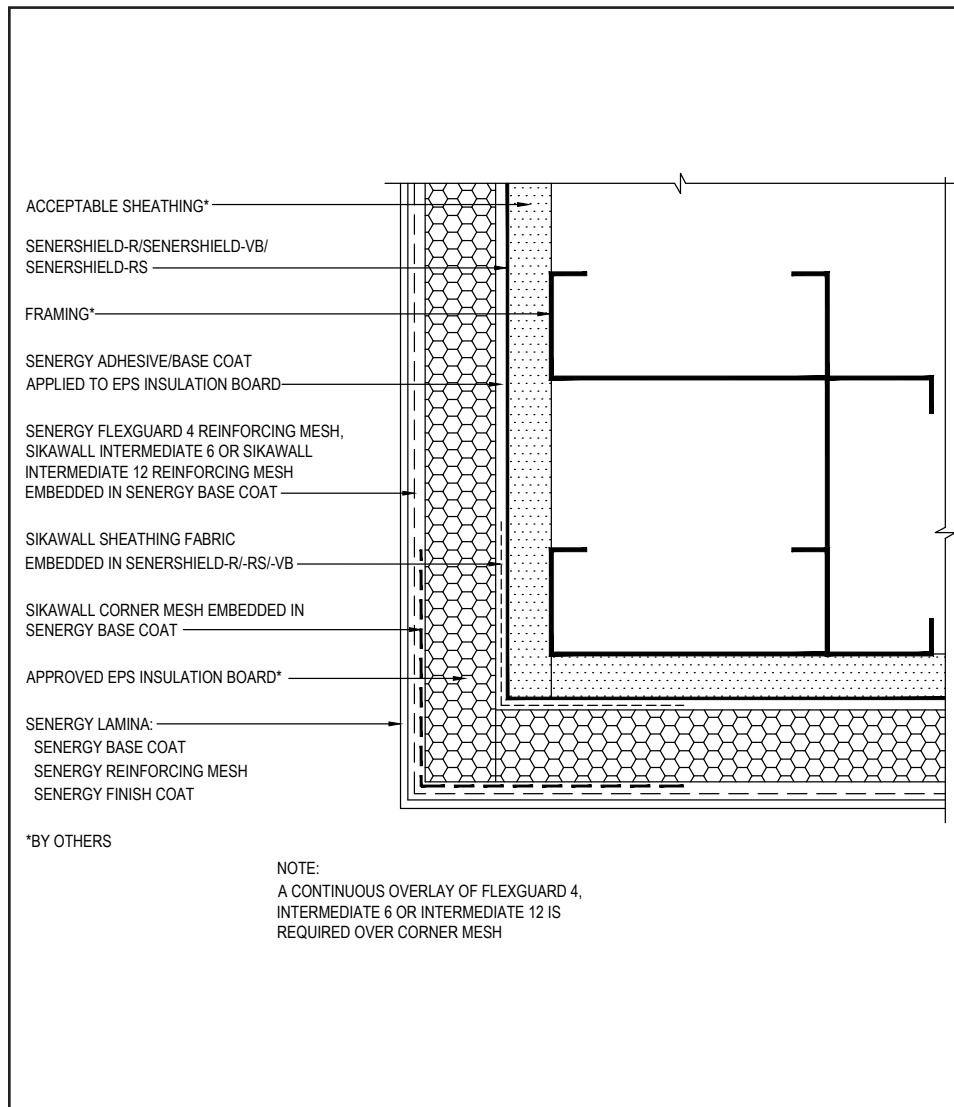 ACCEPTABLE SHEATHING*
SENERSHIELD-R/SENERSHIELD-VB/
SENERSHIELD-RS
FRAMING*
SENERGY ADHESIVE/BASE COAT
APPLIED TO EPS INSULATION BOARD
SENERGY FLEXGUARD 4 REINFORCING MESH,
SIKAWALL INTERMEDIATE 6 OR SIKAWALL
INTERMEDIATE 12 REINFORCING MESH
EMBEDDED IN SENERGY BASE COAT
SIKAWALL SHEATHING FABRIC
EMBEDDED IN SENERSHIELD-R/-RS/-VB
SIKAWALL CORNER MESH EMBEDDED IN
SENERGY BASE COAT
APPROVED EPS INSULATION BOARD*
SENERGY LAMINA:
SENERGY BASE COAT
SENERGY REINFORCING MESH
SENERGY FINISH COAT
*BY OTHERS
NOTE:
A CONTINUOUS OVERLAY OF FLEXGUARD 4,
INTERMEDIATE 6 OR INTERMEDIATE 12 IS
REQUIRED OVER CORNER MESH